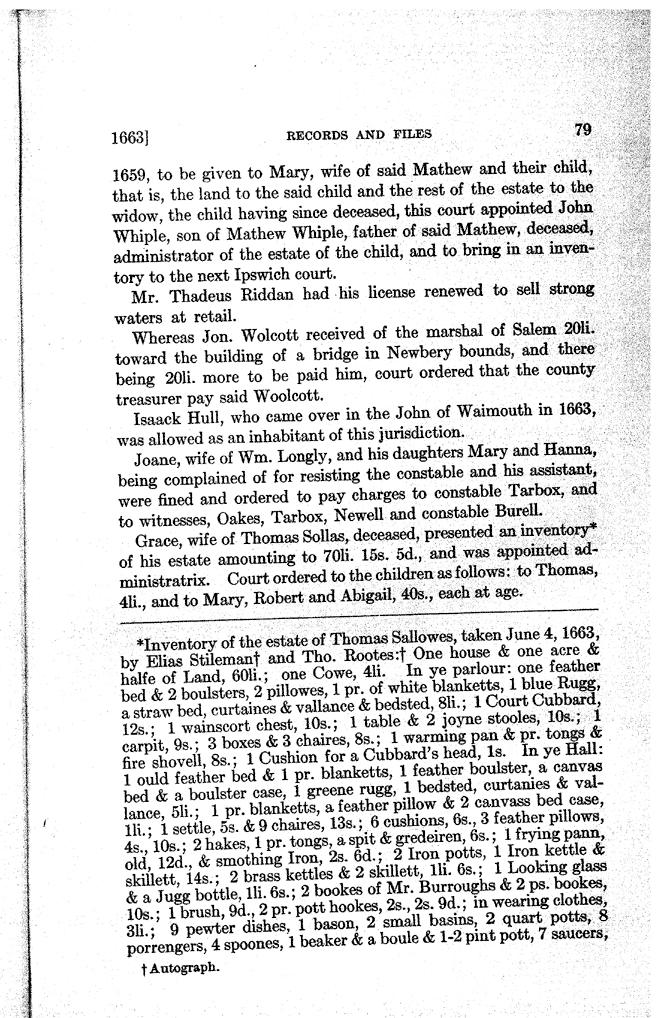 1663] RECORDS AND FILES 79
1659, to be given to Mary, wife of said Mathew and their child,
that is, the land to the said child and the rest of the estate to the
widow, the child having since deceased, this court appointed John
Whiple, son of Mathew Whiple, father of said Mathew, deceased,
administrator of the estate of the child, and to bring in an inven-
tory to the next Ipswich court.
Mr. Thadeus Riddan had his license renewed to sell strong
waters at retail.
Whereas Jon. Wolcott received of the marshal of Salem 20li.
toward the building of a bridge in Newbery bounds, and there
being 20li. more to be paid him, court ordered that the county
treasurer pay said Woolcott.
Isaack Hull, who came over in the John of Waimouth in 1663,
was allowed as an inhabitant of this jurisdiction.
Joane, wife of Wm. Longly, and his daughters Mary and Hanna,
being complained of for resisting the constable and his assistant,
were fined and ordered to pay charges to constable Tarbox, and
to witnesses, Oakes, Tarbox, Newell and constable Burell.
Grace, wife of Thomas Sollas, deceased, presented an inventory*
of his estate amounting to 70li. 15s. 5d., and was appointed ad-
ministratrix. Court ordered to the children as follows: to Thomas,
4li., and to Mary, Robert and Abigail, 40s., each at age.
*Inventory of the estate of Thomas Sallowes, taken June 4, 1663,
by Elias Stileman† and Tho. Rootes:† One house & one acre &
halfe of Land, 60li.; one Cowe, 4li. In ye parlour: one feather
bed & 2 boulsters, 2 pillowes, 1 pr. of white blanketts, 1 blue Rugg,
a straw bed, curtaines & vallance & bedsted, 8li.; 1 Court Cubbard,
12s.; 1 wainscort chest, 10s.; 1 table & 2 joyne stooles, 10s.; 1
carpit, 9s.; 3 boxes & 3 chaires, 8s.; 1 warming pan & pr. tongs &
fire shovell, 8s.; 1 Cushion for a Cubbard's head, 1s. In ye Hall:
1 ould feather bed & 1 pr. blanketts, 1 feather boulster, a canvas
bed & a boulster case, 1 greene rugg, 1 bedsted, curtanies & val-
lance, 5li.; 1 pr. blanketts, a feather pillow & 2 canvass bed case,
1li.; 1 settle, 5s. & 9 chaires, 13s.; 6 cushions, 6s., 3 feather pillows,
4s., 10s.; 2 hakes, 1 pr. tongs, a spit & gredeiren, 6s.; 1 frying pann,
old, 12d., & smothing Iron, 2s. 6d.; 2 Iron potts, 1 Iron kettle &
skillett, 14s.; 2 brass kettles & 2 skillett, 1li. 6s.; 1 Looking glass
& a Jugg bottle, 1li. 6s.; 2 bookes of Mr. Burroughs & 2 ps. bookes,
10s.; 1 brush, 9d., 2 pr. pott hookes, 2s., 2s. 9d.; in wearing clothes,
3li.; 9 pewter dishes, 1 bason, 2 small basins, 2 quart potts, 8
porrengers, 4 spoones, 1 beaker & a boule & 1-2 pint pott, 7 saucers,
†Autograph.